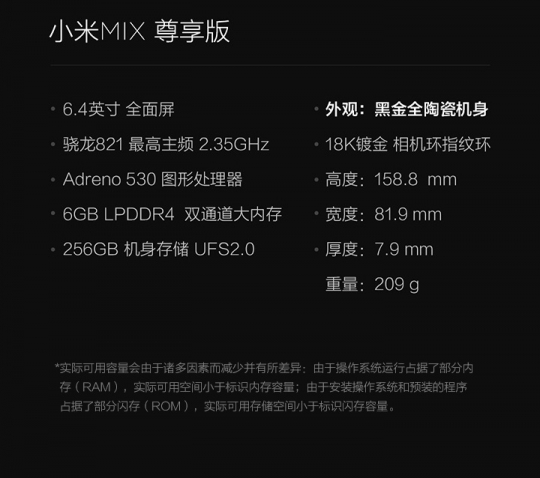 小米MIX 尊享版
• 6.4英寸 全面屏
• 骁龙821 最高主频 2.35GHz
• Adreno 530 图形处理器
• 6GB LPDDR4 双通道大内存
• 256GB 机身存储 UFS2.0
• 外观：黑金全陶瓷机身
• 18K镀金 相机环指纹环
• 高度：158.8 mm
• 宽度：81.9 mm
• 厚度：7.9 mm
重量：209 g
*实际可用容量会由于诸多因素而减少并有所差异：由于操作系统运行占据了部分内
存（RAM），实际可用空间小于标识内存容量；由于安装操作系统和预装的程序
占据了部分闪存（ROM），实际可用存储空间小于标识闪存容量。